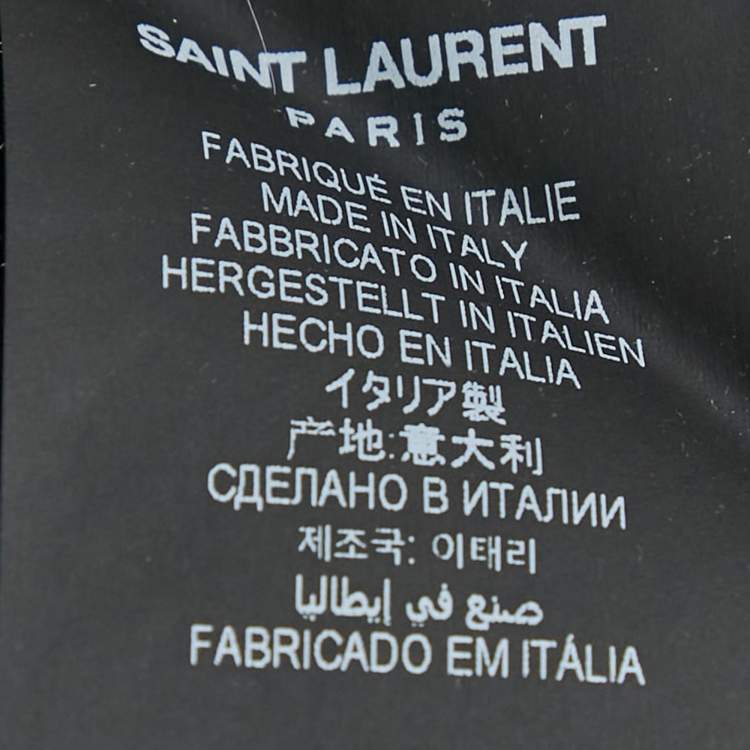 SAINT LAURENT
PARIS
FABRIQUÉ EN ITALIE
MADE IN ITALY
FABBRICATO IN ITALIA
HERGESTELLT IN ITALIEN
HECHO EN ITALIA
イタリア製
产地:意大利
СДЕЛАНО В ИТАЛИИ
제조국: 이태리
صنع في إيطاليا
FABRICADO EM ITÁLIA